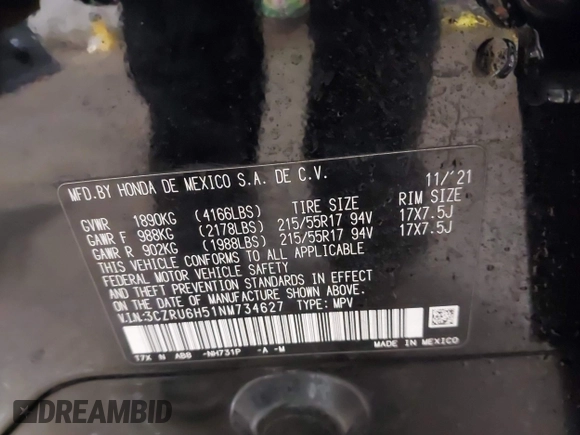 MFD.BY HONDA DE MEXICO S.A. DE C.V. 11/'21
GVWR 1890KG (4166LBS) TIRE SIZE RIM SIZE
GAWR F 988KG (2178LBS) 215/55R17 94V 17X7.5J
GAWR R 902KG (1988LBS) 215/55R17 94V 17X7.5J
THIS VEHICLE CONFORMS TO ALL APPLICABLE
FEDERAL MOTOR VEHICLE SAFETY
AND THEFT PREVENTION STANDARDS IN EFFECT
ON THE DATE OF MANUFACTURE SHOWN ABOVE.
V.I.N:3CZRU6H51NM734627 TYPE: MPV
T7X N AB8 -NH731P -A -M MADE IN MEXICO
DREAMBID